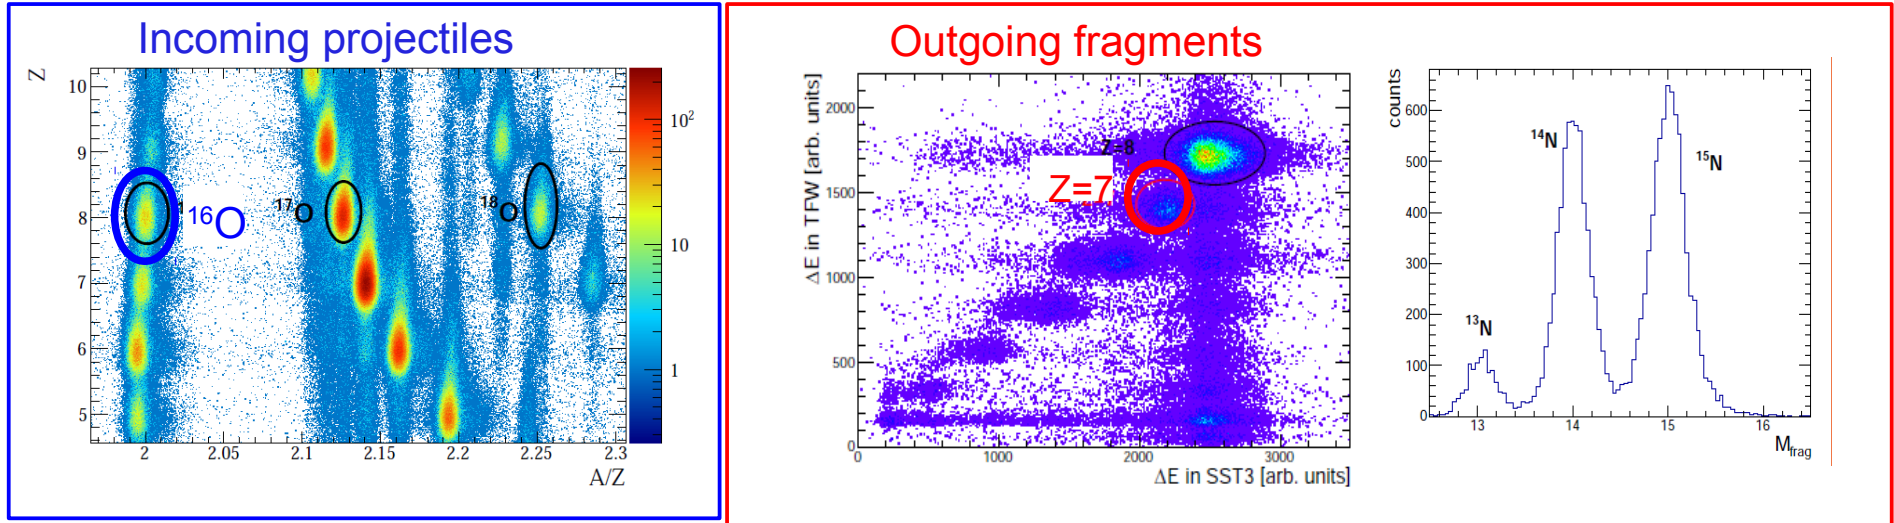 Incoming projectiles
Z
10
9
8
7
6
5
¹⁶O
¹⁷O
¹⁸O
2
2.05
2.1
2.15
2.2
2.25
2.3
A/Z
10²
10
1
Outgoing fragments
ΔE in TFW [arb. units]
2000
1500
1000
500
0
Z=8
Z=7
0
1000
2000
3000
ΔE in SST3 [arb. units]
counts
600
500
400
300
200
100
0
¹³N
¹⁴N
¹⁵N
13
14
15
16
M_frag